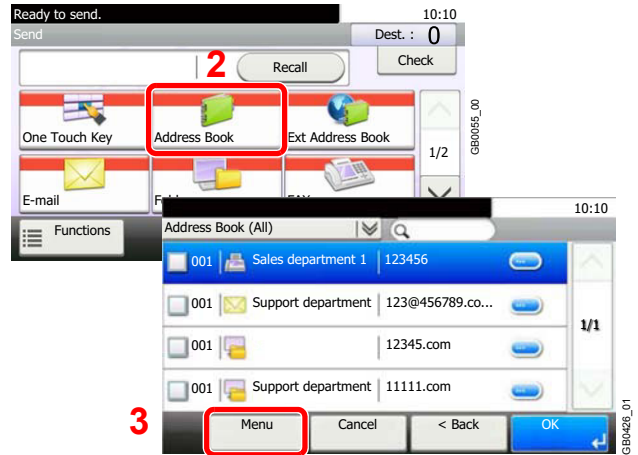 Ready to send. 10:10
Send Dest. : 0
2 Recall Check
One Touch Key Address Book Ext Address Book
1/2
E-mail
Functions
GB0055_00
10:10
Address Book (All)
001 Sales department 1 123456
001 Support department 123@456789.co...
1/1
001 12345.com
001 Support department 11111.com
3 Menu Cancel < Back OK
GB0426_01